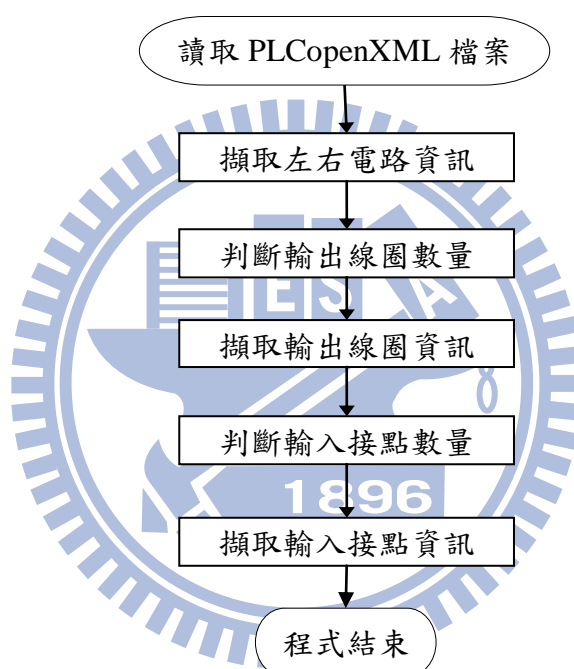 讀取 PLCopenXML 檔案
擷取左右電路資訊
判斷輸出線圈數量
ESA
擷取輸出線圈資訊
判斷輸入接點數量
1896
擷取輸入接點資訊
程式結束